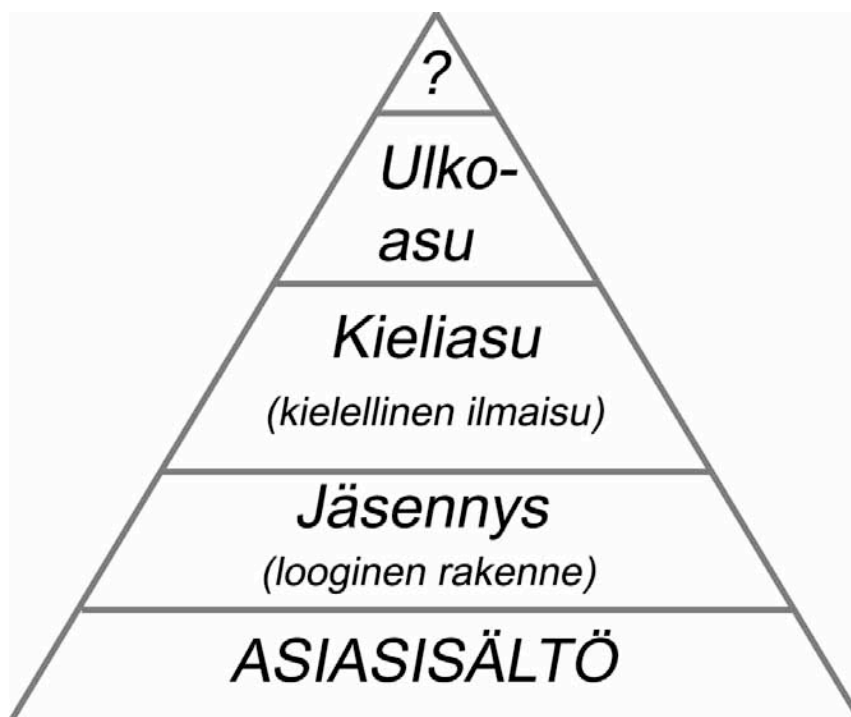 ?
Ulko-
asu
Kieliasu
(kielellinen ilmaisu)
Jäsennys
(looginen rakenne)
ASIASISÄLTÖ